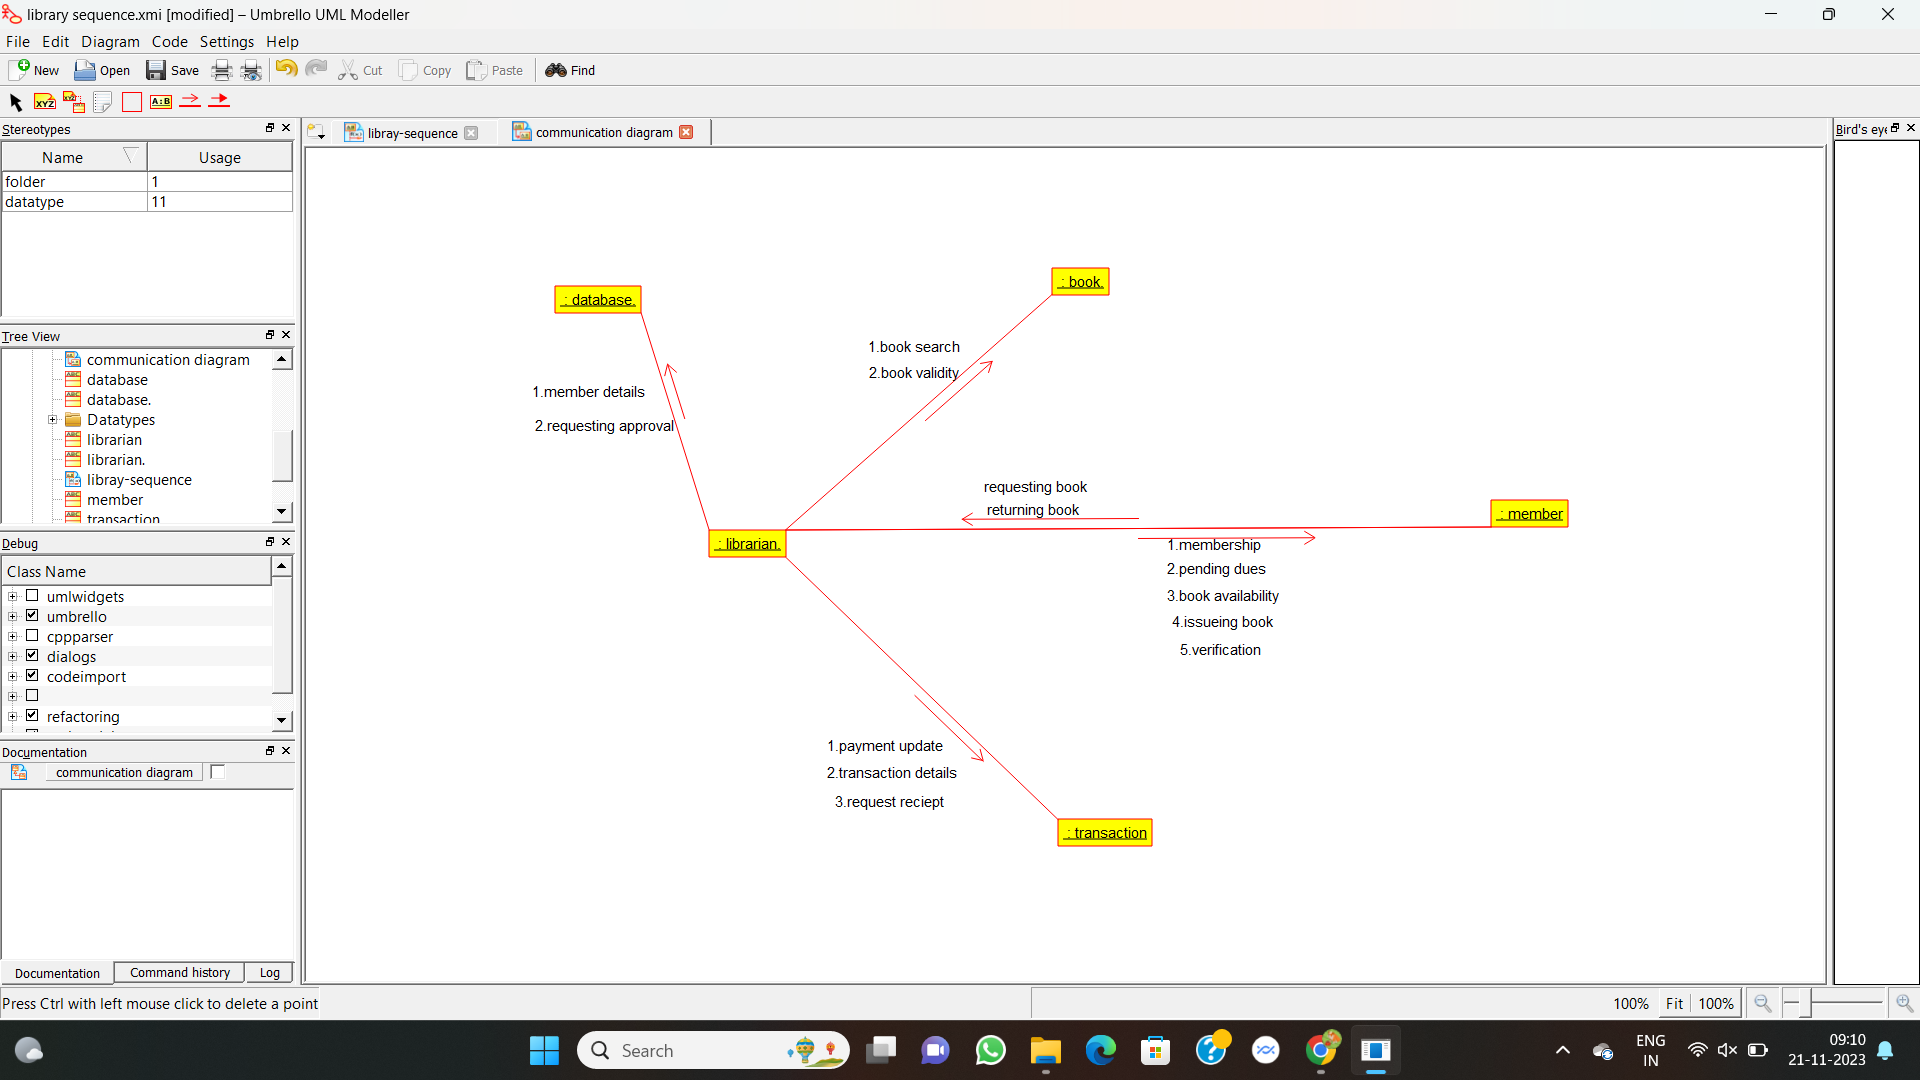 library sequence.xmi [modified] – Umbrello UML Modeller
File Edit Diagram Code Settings Help
New Open Save Cut Copy Paste Find
XYZ XYZ A:B
Stereotypes
Name Usage
folder 1
datatype 11
Tree View
communication diagram
database
database.
Datatypes
librarian
librarian.
libray-sequence
member
transaction
Debug
Class Name
umlwidgets
umbrello
cppparser
dialogs
codeimport
refactoring
Documentation
communication diagram
Documentation Command history Log
Press Ctrl with left mouse click to delete a point
libray-sequence communication diagram
: database.
: book.
1.book search
2.book validity
1.member details
2.requesting approval
requesting book
returning book
: librarian.
: member
1.membership
2.pending dues
3.book availability
4.issueing book
5.verification
1.payment update
2.transaction details
3.request reciept
: transaction
Bird's eye
100% Fit 100%
Search
ENG
IN
09:10
21-11-2023